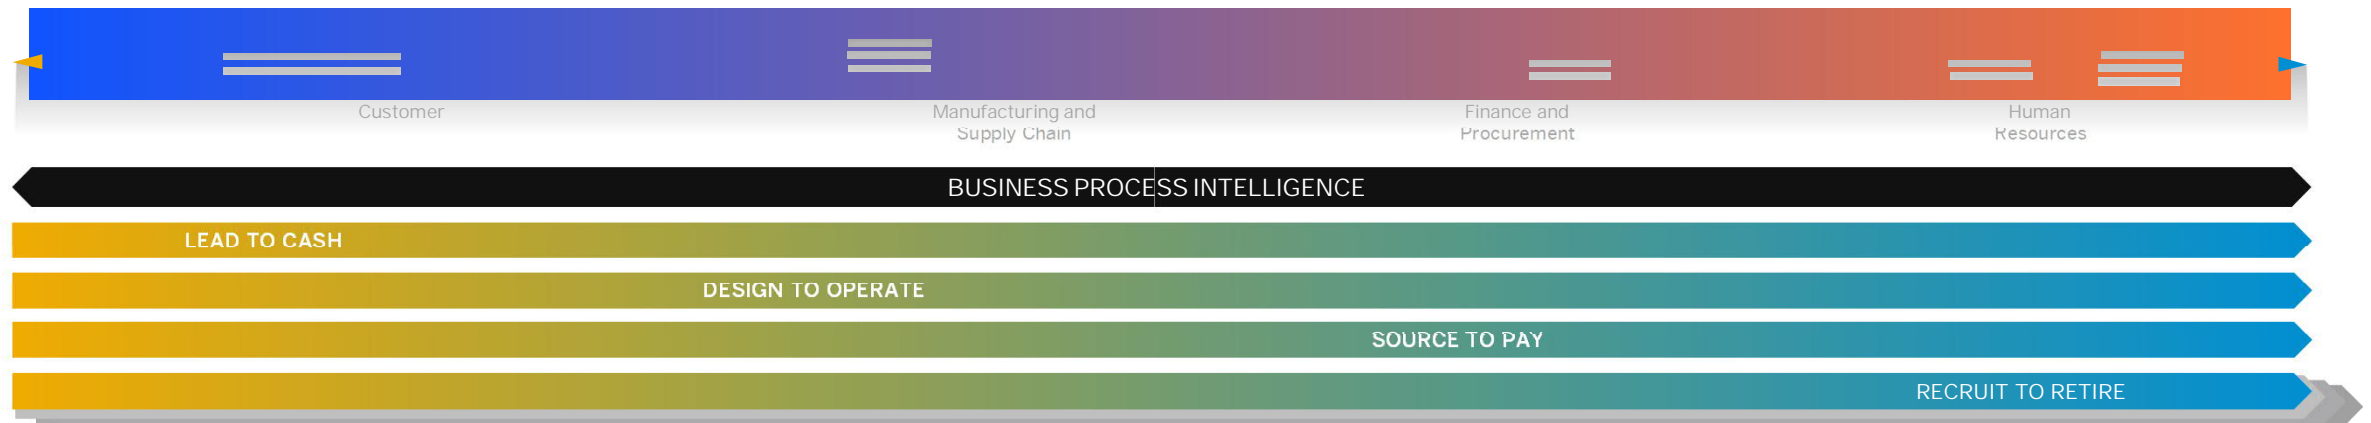 Customer
Manufacturing and
Supply Chain
Finance and
Procurement
Human
Resources
BUSINESS PROCESS INTELLIGENCE
LEAD TO CASH
DESIGN TO OPERATE
SOURCE TO PAY
RECRUIT TO RETIRE